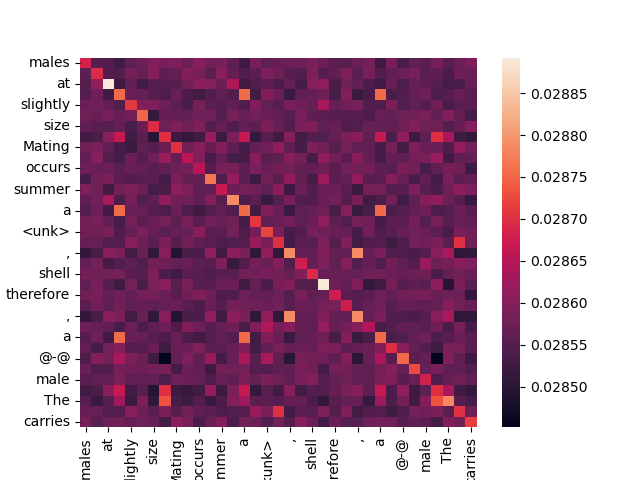 males
at
slightly
size
Mating
occurs
summer
a
<unk>
,
shell
therefore
,
a
@-@
male
The
carries
0.02885
0.02880
0.02875
0.02870
0.02865
0.02860
0.02855
0.02850
males
at
lightly
size
Mating
occurs
mmer
a
cunk>
,
shell
refore
,
a
@-@
male
The
carries